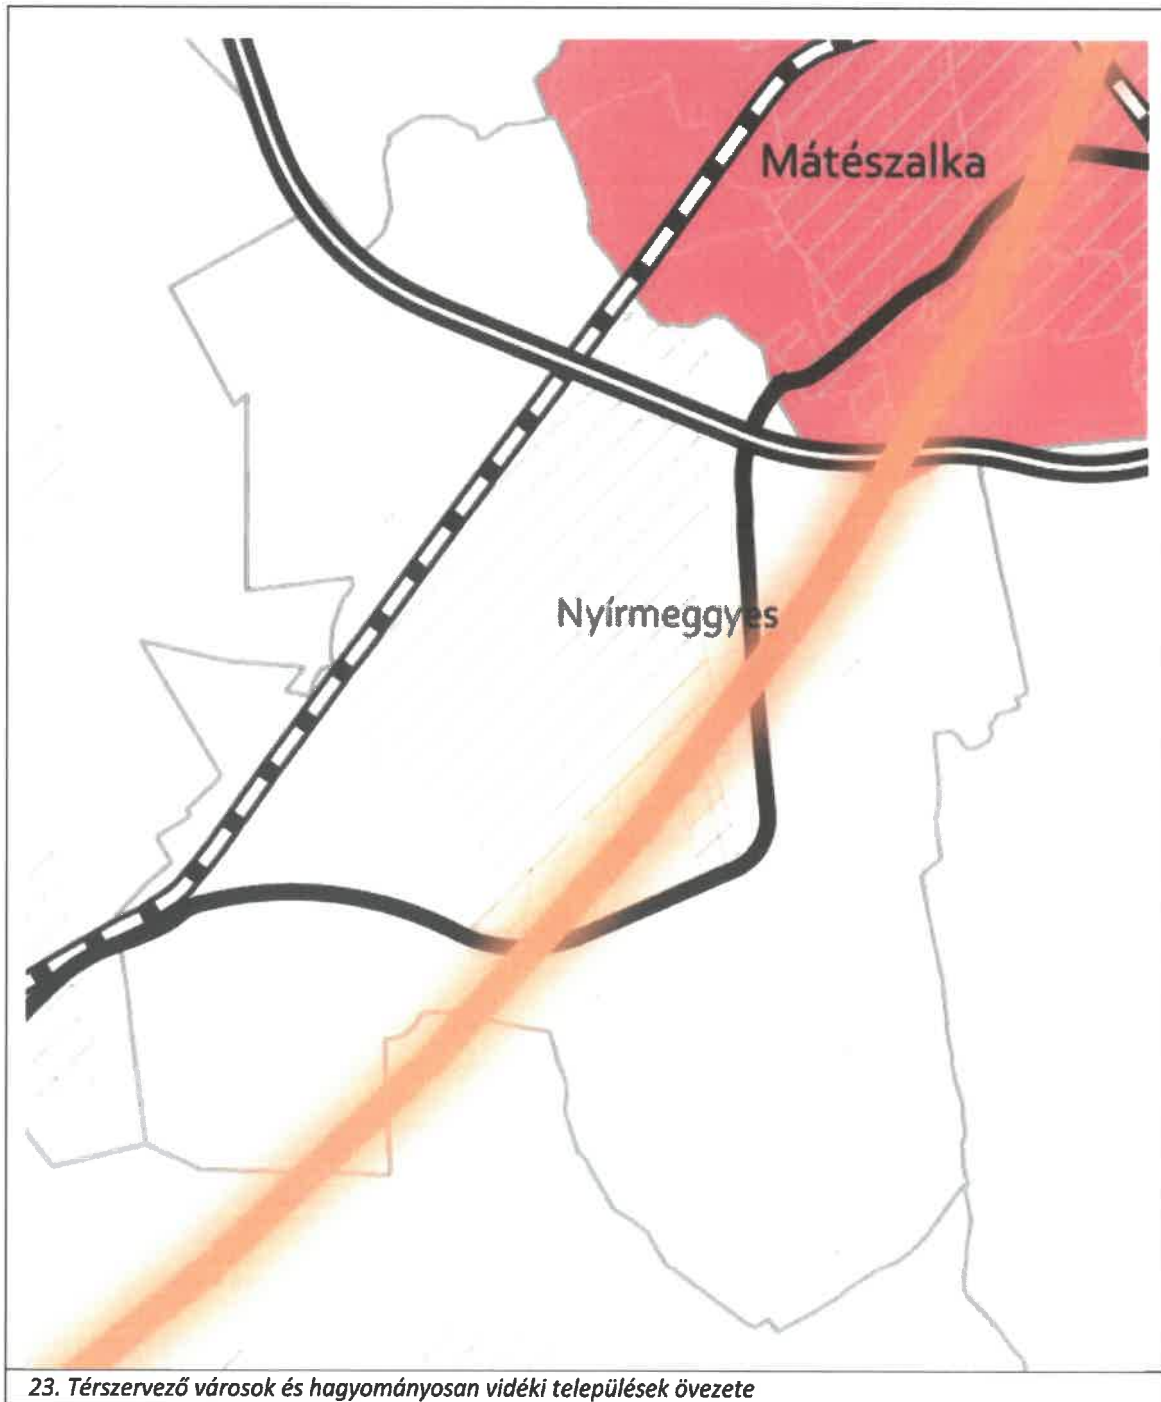 Mátészalka
Nyírmeggyes
23. Térszervező városok és hagyományosan vidéki települések övezete